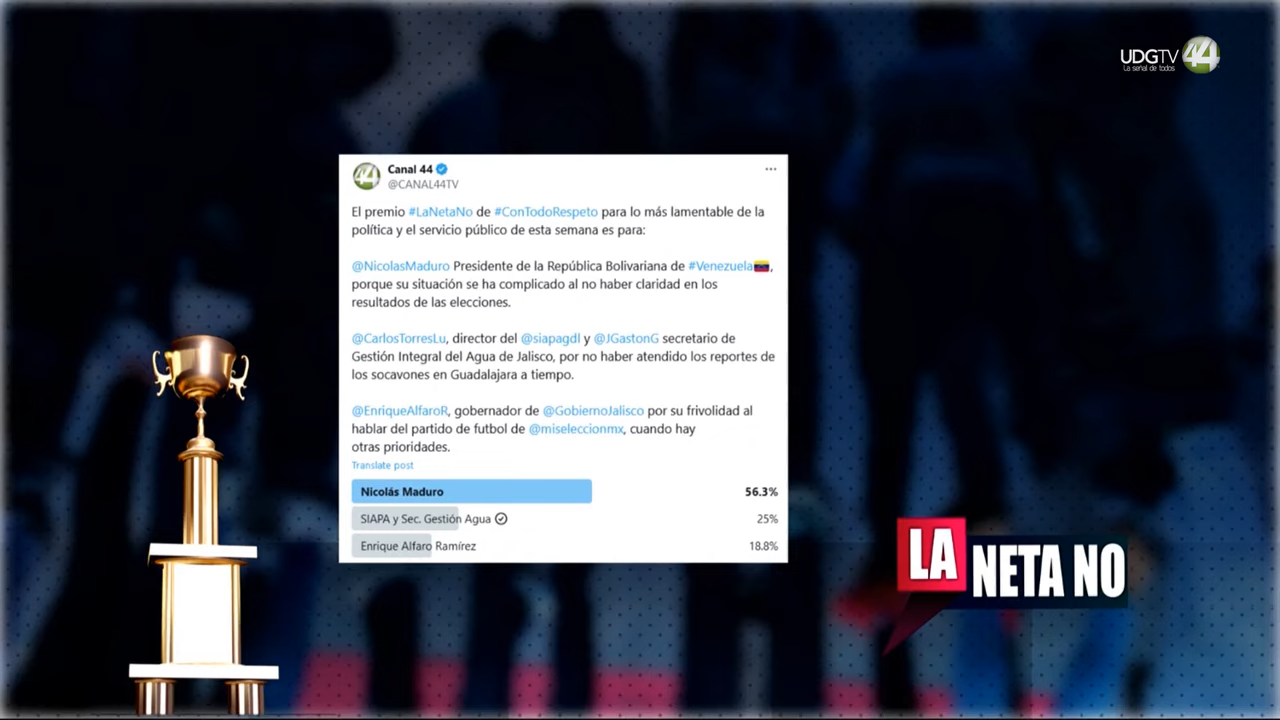 UDGTV 44
La señal de todos
Canal 44
@CANAL44TV
El premio #LaNetaNo de #ConTodoRespeto para lo más lamentable de la
política y el servicio público de esta semana es para:
@NicolasMaduro Presidente de la República Bolivariana de #Venezuela🇻🇪,
porque su situación se ha complicado al no haber claridad en los
resultados de las elecciones.
@CarlosTorresLu, director del @siapagdl y @JGastonG secretario de
Gestión Integral del Agua de Jalisco, por no haber atendido los reportes de
los socavones en Guadalajara a tiempo.
@EnriqueAlfaroR, gobernador de @GobiernoJalisco por su frivolidad al
hablar del partido de futbol de @miseleccionmx, cuando hay
otras prioridades.
Translate post
Nicolás Maduro 56.3%
SIAPA y Sec. Gestión Agua 25%
Enrique Alfaro Ramírez 18.8%
LA NETA NO